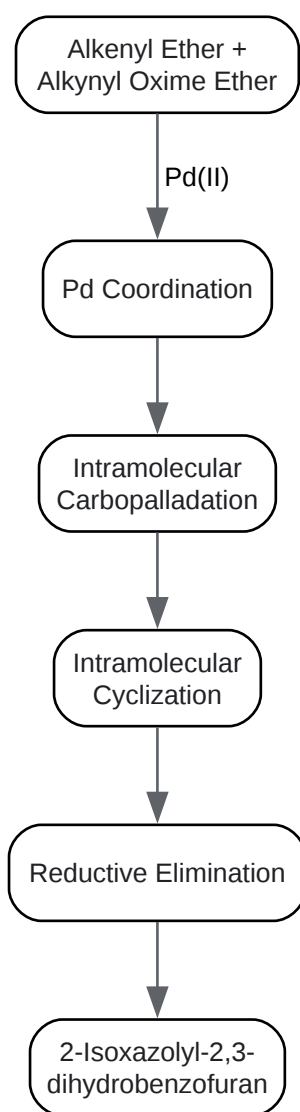 Alkenyl Ether +
Alkynyl Oxime Ether
Pd(II)
Pd Coordination
Intramolecular
Carbopalladation
Intramolecular
Cyclization
Reductive Elimination
2-Isoxazolyl-2,3-
dihydrobenzofuran